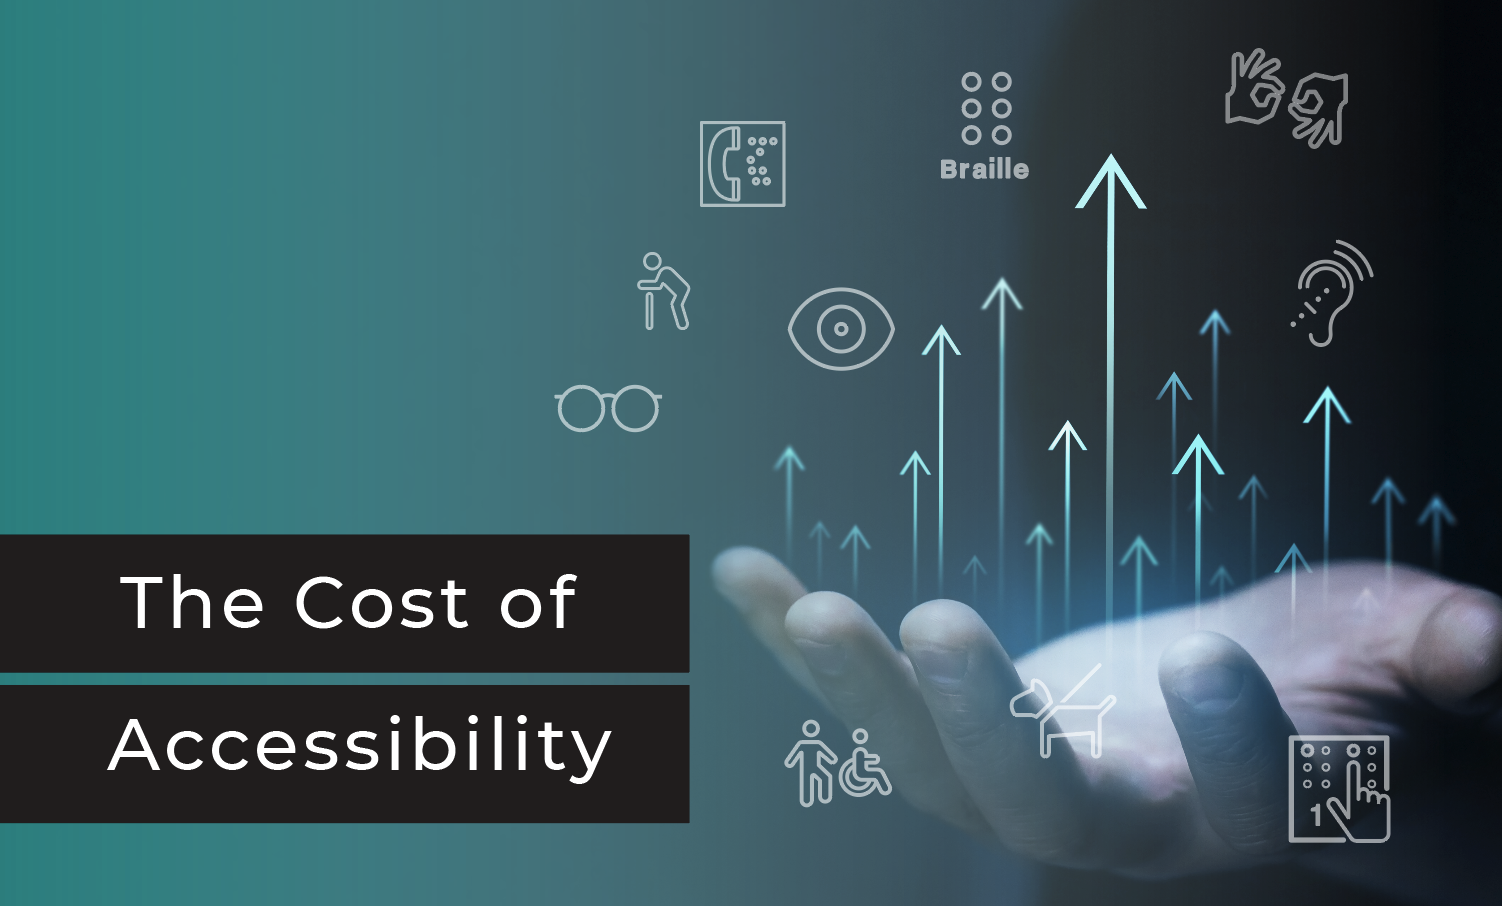 Braille
The Cost of
Accessibility
1